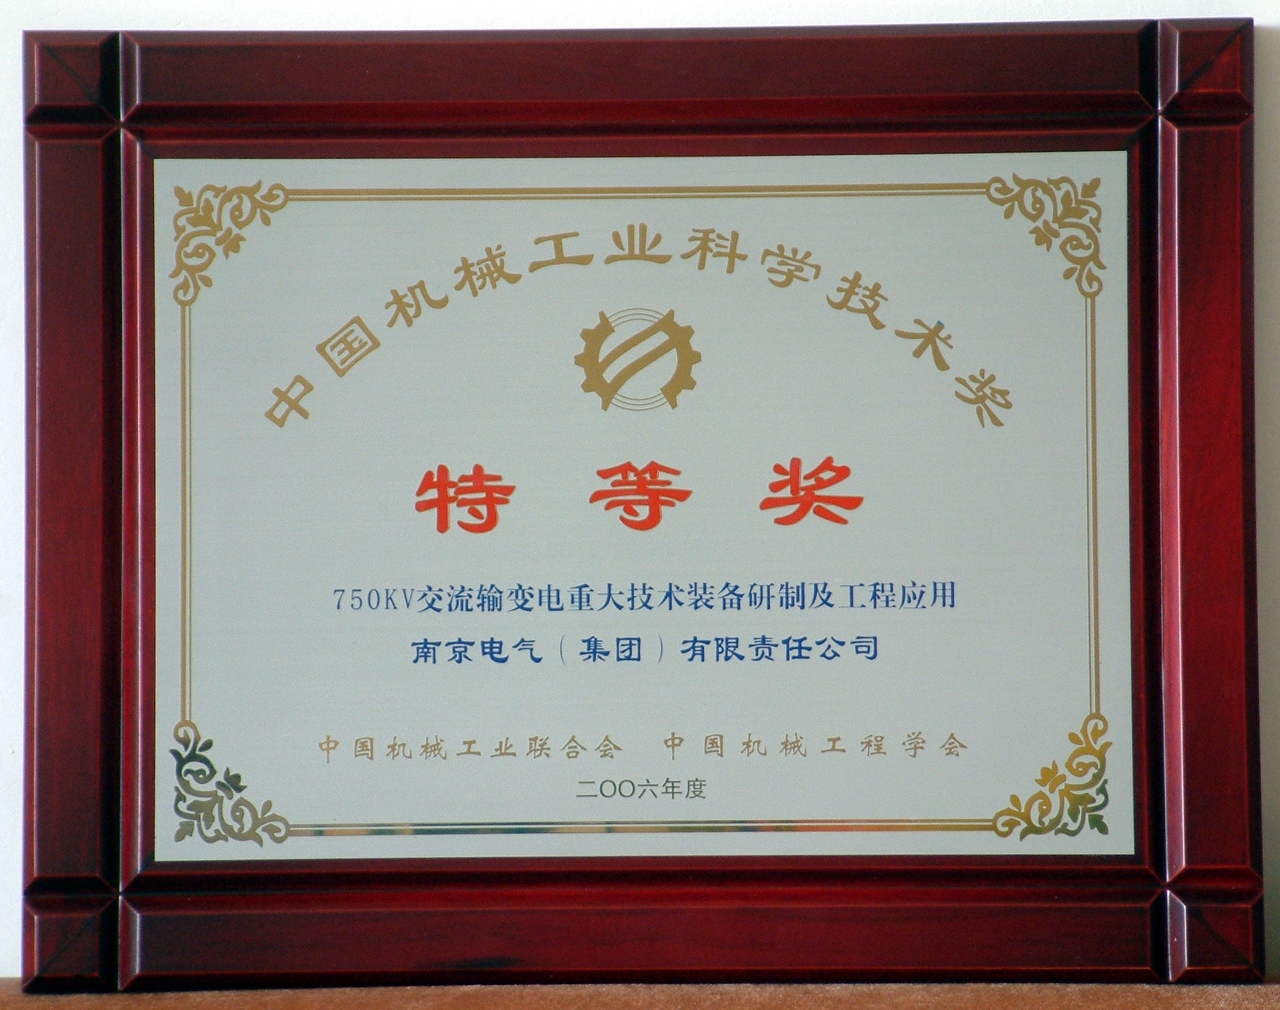 中国机械工业科学技术奖
特等奖
750KV交流输变电重大技术装备研制及工程应用
南京电气（集团）有限责任公司
中国机械工业联合会 中国机械工程学会
二〇〇六年度